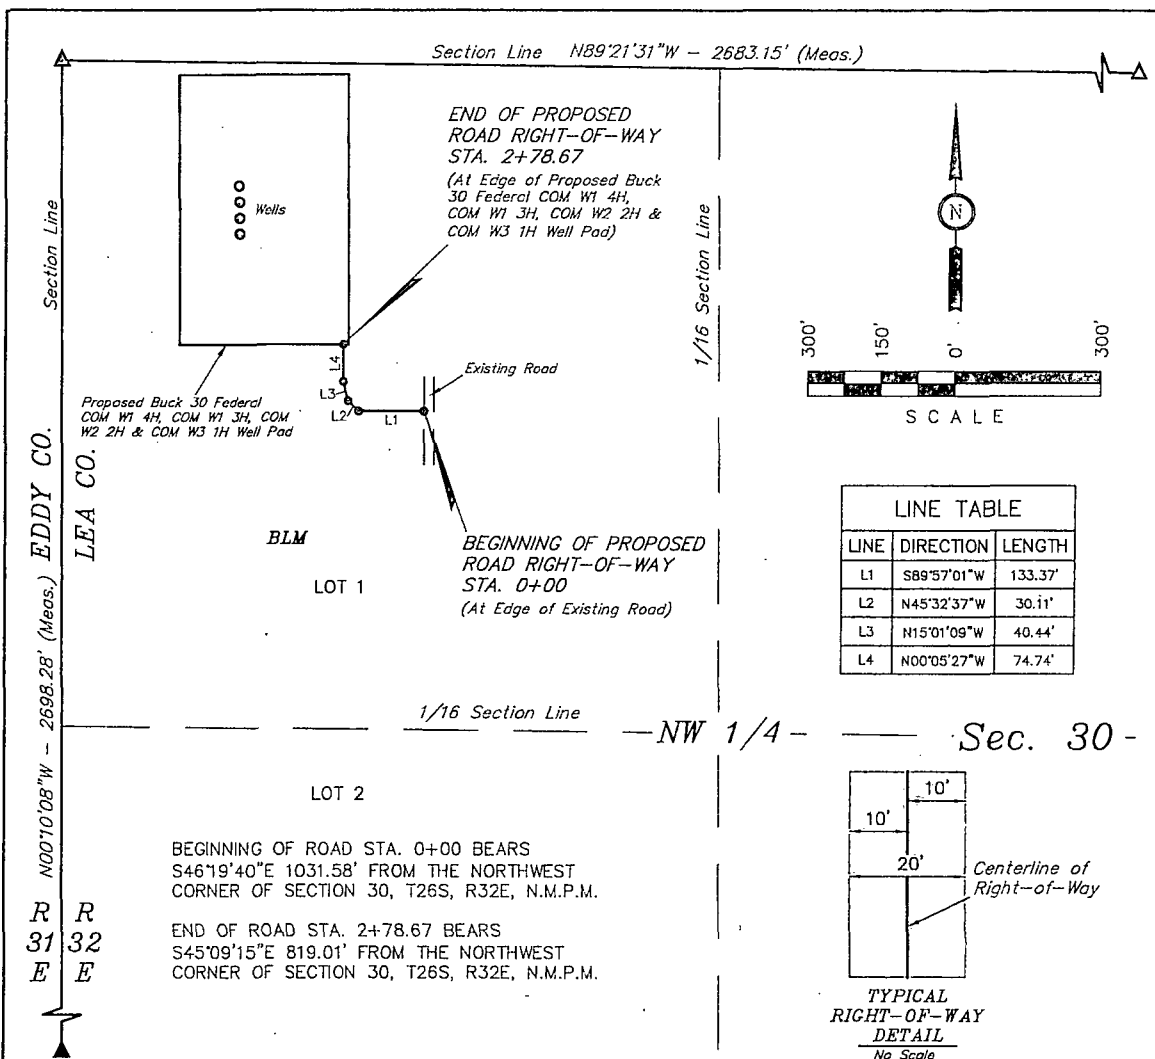 Section Line N89°21'31"W - 2683.15' (Meas.)
END OF PROPOSED
ROAD RIGHT-OF-WAY
STA. 2+78.67
(At Edge of Proposed Buck
30 Federal COM W1 4H,
COM W1 3H, COM W2 2H &
COM W3 1H Well Pad)
Wells
Section Line
1/16 Section Line
N
300'
150'
0'
300'
SCALE
L4
L3
L2
L1
Existing Road
Proposed Buck 30 Federal
COM W1 4H, COM W1 3H, COM
W2 2H & COM W3 1H Well Pad
EDDY CO.
LEA CO.
N00°10'08"W - 2698.28' (Meas.)
BLM
LOT 1
BEGINNING OF PROPOSED
ROAD RIGHT-OF-WAY
STA. 0+00
(At Edge of Existing Road)
LINE TABLE
LINE DIRECTION LENGTH
L1 S89°57'01"W 133.37'
L2 N45°32'37"W 30.11'
L3 N15°01'09"W 40.44'
L4 N00°05'27"W 74.74'
1/16 Section Line
NW 1/4
Sec. 30
LOT 2
BEGINNING OF ROAD STA. 0+00 BEARS
S46°19'40"E 1031.58' FROM THE NORTHWEST
CORNER OF SECTION 30, T26S, R32E, N.M.P.M.
END OF ROAD STA. 2+78.67 BEARS
S45°09'15"E 819.01' FROM THE NORTHWEST
CORNER OF SECTION 30, T26S, R32E, N.M.P.M.
R R
31 32
E E
10'
10'
20'
Centerline of
Right-of-Way
TYPICAL
RIGHT-OF-WAY
DETAIL
No Scale